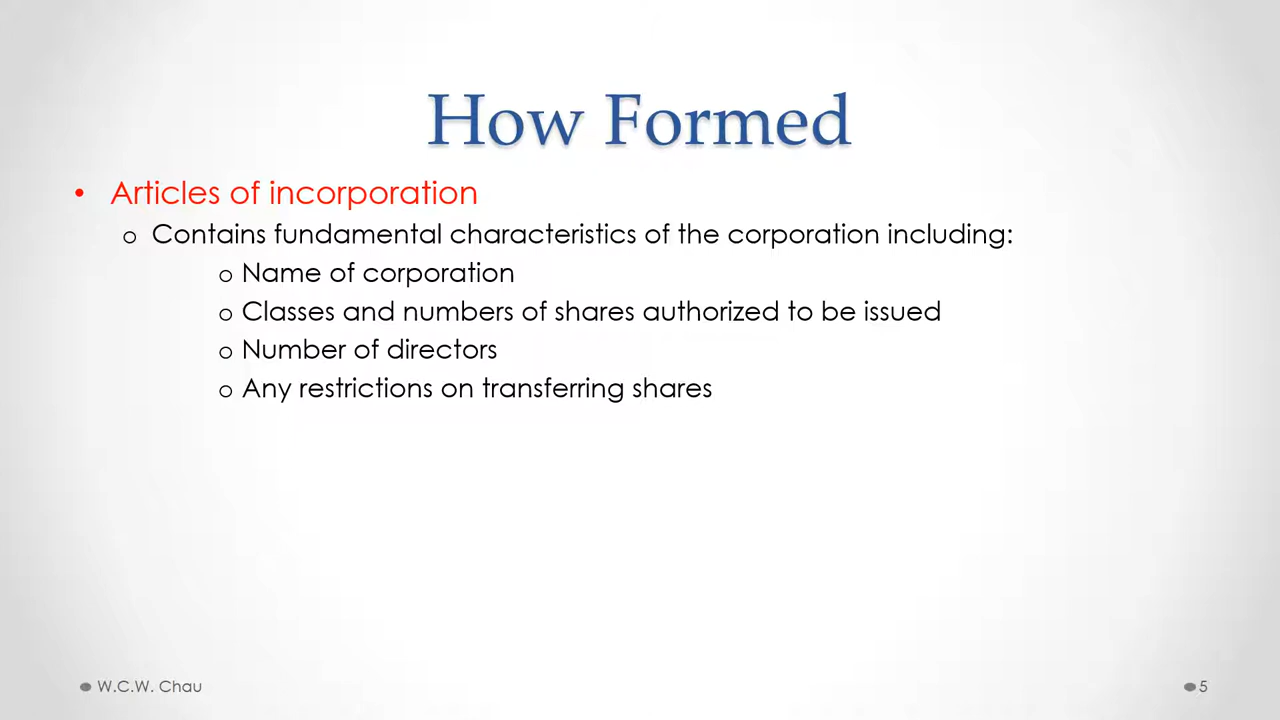 How Formed
• Articles of incorporation
o Contains fundamental characteristics of the corporation including:
o Name of corporation
o Classes and numbers of shares authorized to be issued
o Number of directors
o Any restrictions on transferring shares
W.C.W. Chau
5